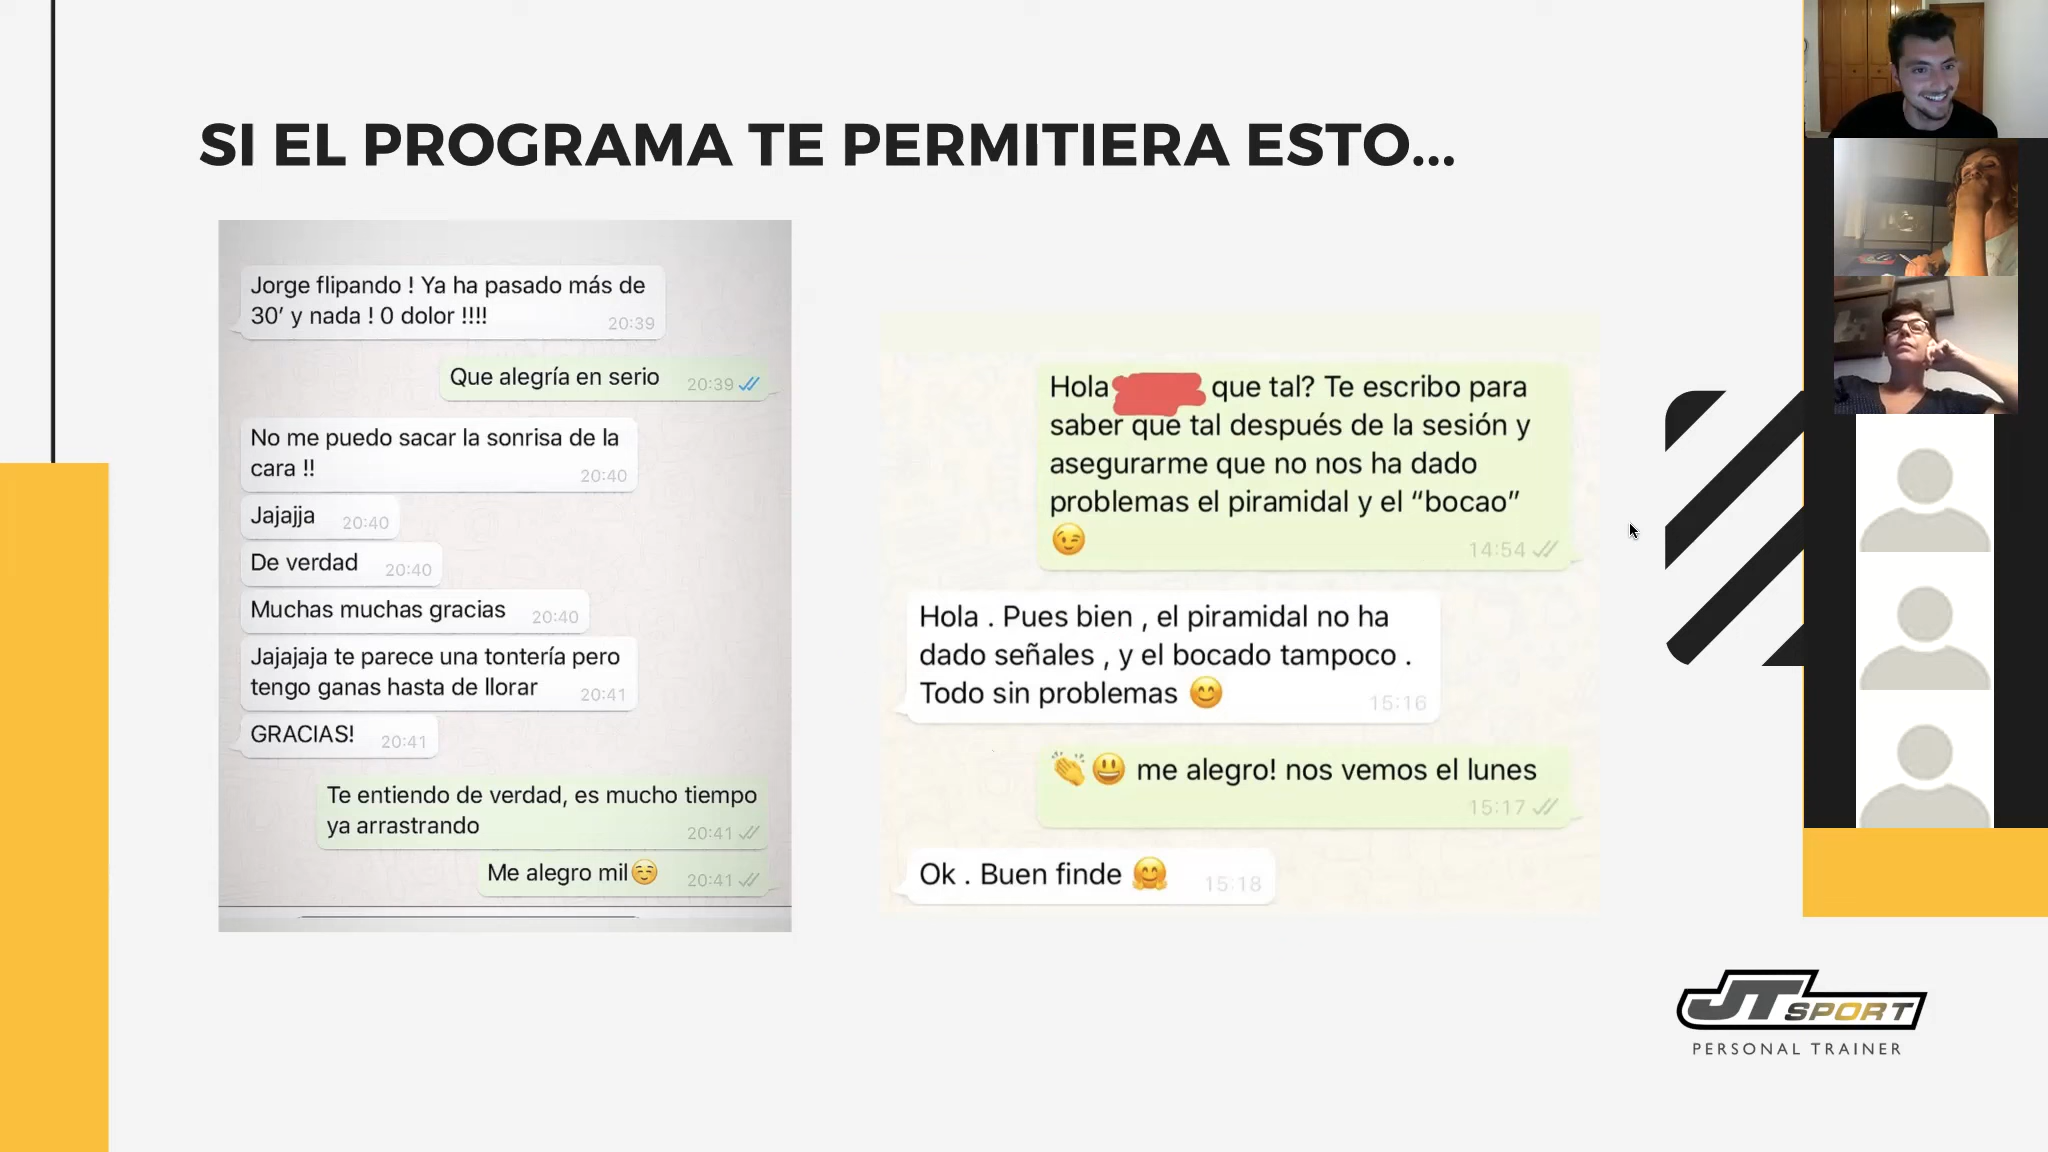 SI EL PROGRAMA TE PERMITIERA ESTO...
Jorge flipando ! Ya ha pasado más de
30’ y nada ! 0 dolor !!!!
20:39
Que alegría en serio
20:39
No me puedo sacar la sonrisa de la
cara !!
20:40
Jajajja
20:40
De verdad
20:40
Muchas muchas gracias
20:40
Jajajaja te parece una tontería pero
tengo ganas hasta de llorar
20:41
GRACIAS!
20:41
Te entiendo de verdad, es mucho tiempo
ya arrastrando
20:41
Me alegro mil☺️
20:41
Hola que tal? Te escribo para
saber que tal después de la sesión y
asegurarme que no nos ha dado
problemas el piramidal y el “bocao”
😉
14:54
Hola . Pues bien , el piramidal no ha
dado señales , y el bocado tampoco .
Todo sin problemas 😊
15:16
👏😃 me alegro! nos vemos el lunes
15:17
Ok . Buen finde 🤗
15:18
JT SPORT
PERSONAL TRAINER